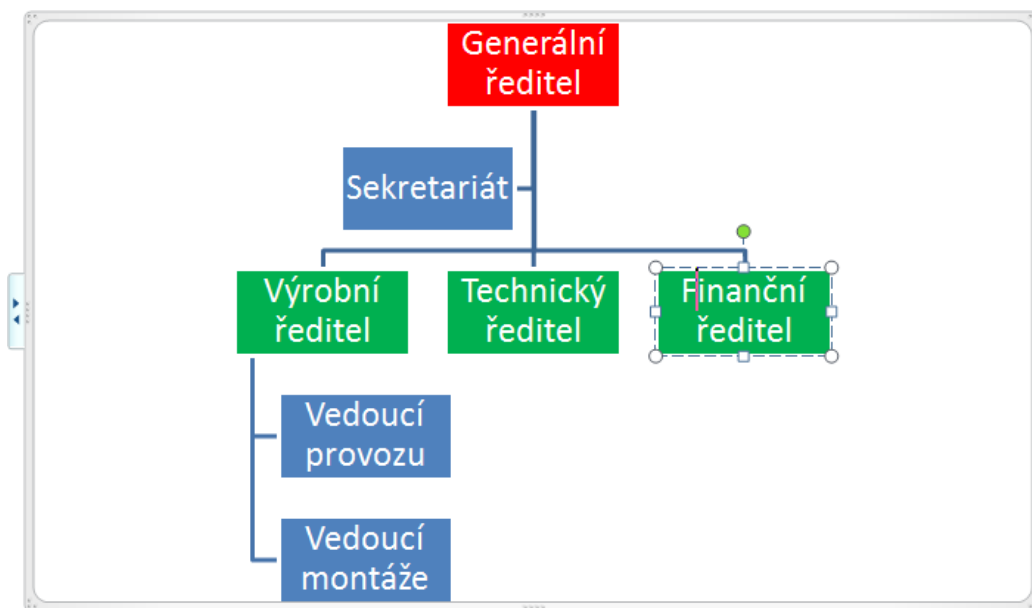 Generální
ředitel
Sekretariát
Výrobní
ředitel
Technický
ředitel
Finanční
ředitel
Vedoucí
provozu
Vedoucí
montáže